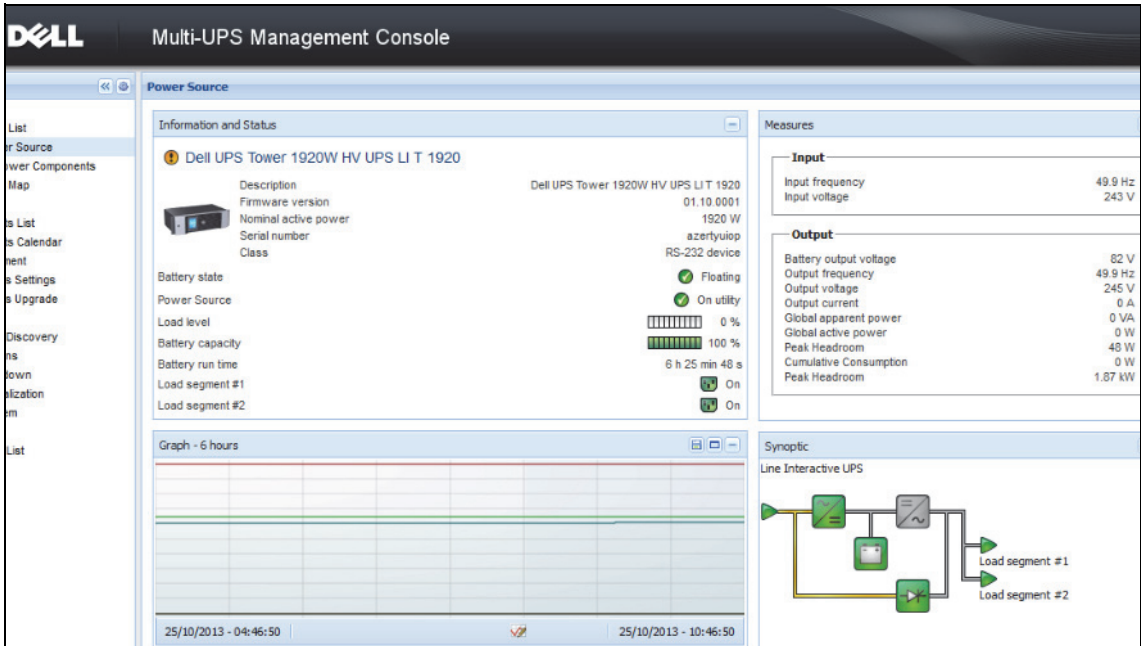 DELL
Multi-UPS Management Console
List
er Source
ower Components
Map
ts List
ts Calendar
ment
s Settings
s Upgrade
Discovery
ns
down
alization
em
List
Power Source
Information and Status
Dell UPS Tower 1920W HV UPS LI T 1920
Description Dell UPS Tower 1920W HV UPS LI T 1920
Firmware version 01.10.0001
Nominal active power 1920 W
Serial number azertyuiop
Class RS-232 device
Battery state Floating
Power Source On utility
Load level 0 %
Battery capacity 100 %
Battery run time 6 h 25 min 48 s
Load segment #1 On
Load segment #2 On
Measures
Input
Input frequency 49.9 Hz
Input voltage 243 V
Output
Battery output voltage 82 V
Output frequency 49.9 Hz
Output voltage 245 V
Output current 0 A
Global apparent power 0 VA
Global active power 0 W
Peak Headroom 48 W
Cumulative Consumption 0 W
Peak Headroom 1.87 kW
Graph - 6 hours
25/10/2013 - 04:46:50 25/10/2013 - 10:46:50
Synoptic
Line Interactive UPS
Load segment #1
Load segment #2